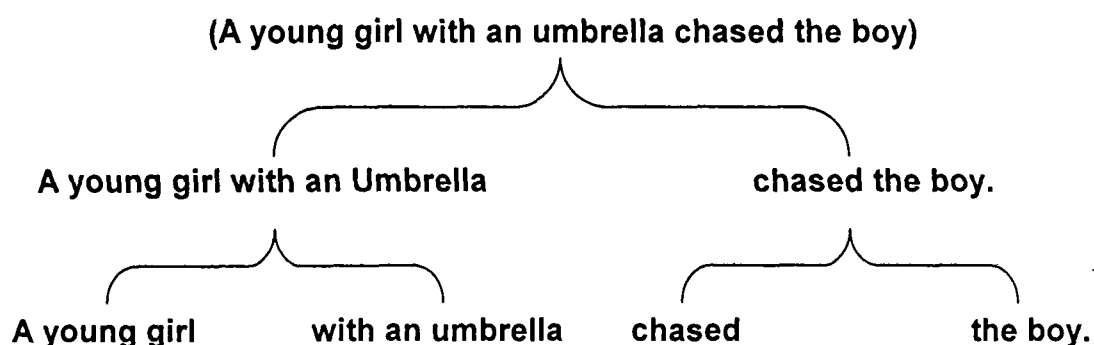 (A young girl with an umbrella chased the boy)
A young girl with an Umbrella chased the boy.
A young girl with an umbrella chased the boy.